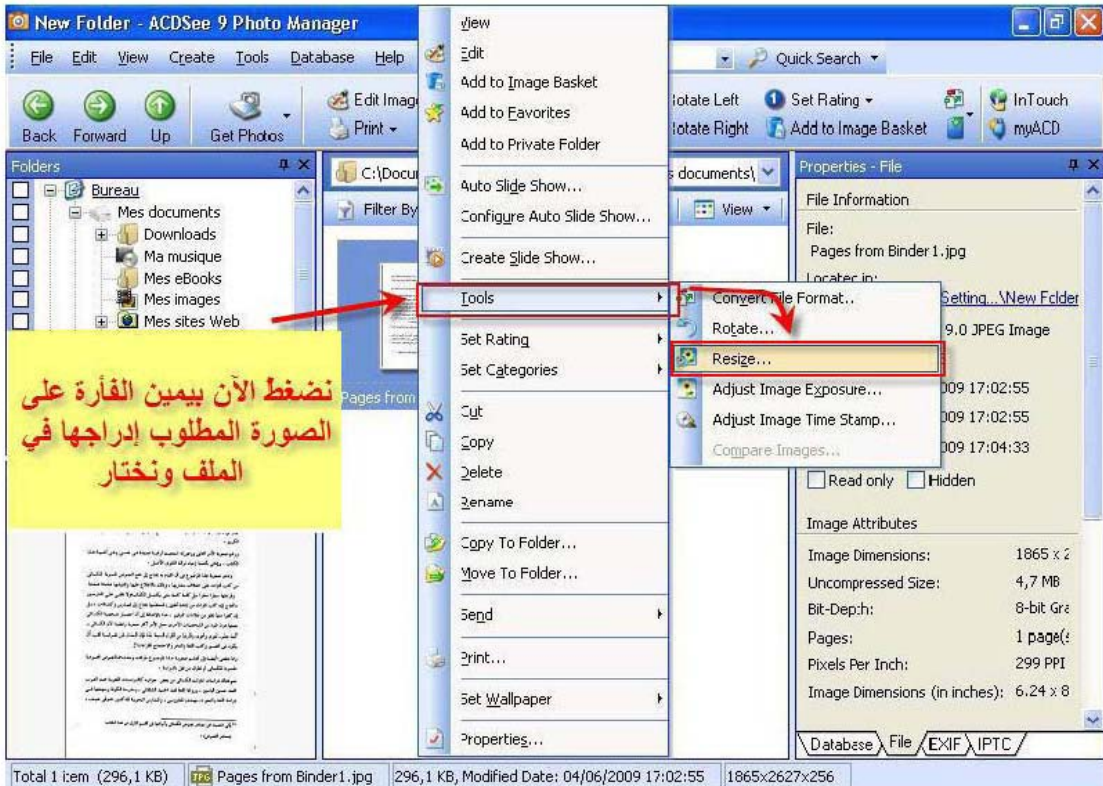 New Folder - ACDSee 9 Photo Manager
File Edit View Create Tools Database Help
Quick Search
Back Forward Up Get Photos
Print
Rotate Left
Rotate Right
Set Rating
Add to Image Basket
InTouch
myACD
Folders
Bureau
Mes documents
Downloads
Ma musique
Mes eBooks
Mes images
Mes sites Web
نضغط الآن بيمين الفأرة على
الصورة المطلوب إدراجها في
الملف ونختار
Filter By
View
Pages from
View
Edit
Add to Image Basket
Add to Favorites
Add to Private Folder
Auto Slide Show...
Configure Auto Slide Show...
Create Slide Show...
Tools
Set Rating
Set Categories
Cut
Copy
Delete
Rename
Copy To Folder...
Move To Folder...
Send
Print...
Set Wallpaper
Properties...
Convert File Format..
Rotate...
Resize...
Adjust Image Exposure...
Adjust Image Time Stamp...
Compare Images...
Properties - File
File Information
File:
Pages from Binder1.jpg
Located in:
Setting...\New Folder
9.0 JPEG Image
009 17:02:55
009 17:02:55
009 17:04:33
Read only Hidden
Image Attributes
Image Dimensions: 1865 x 2
Uncompressed Size: 4,7 MB
Bit-Depth: 8-bit Gra
Pages: 1 page(s
Pixels Per Inch: 299 PPI
Image Dimensions (in inches): 6.24 x 8
Database File EXIF IPTC
Total 1 item (296,1 KB) JPG Pages from Binder1.jpg 296,1 KB, Modified Date: 04/06/2009 17:02:55 1865x2627x256